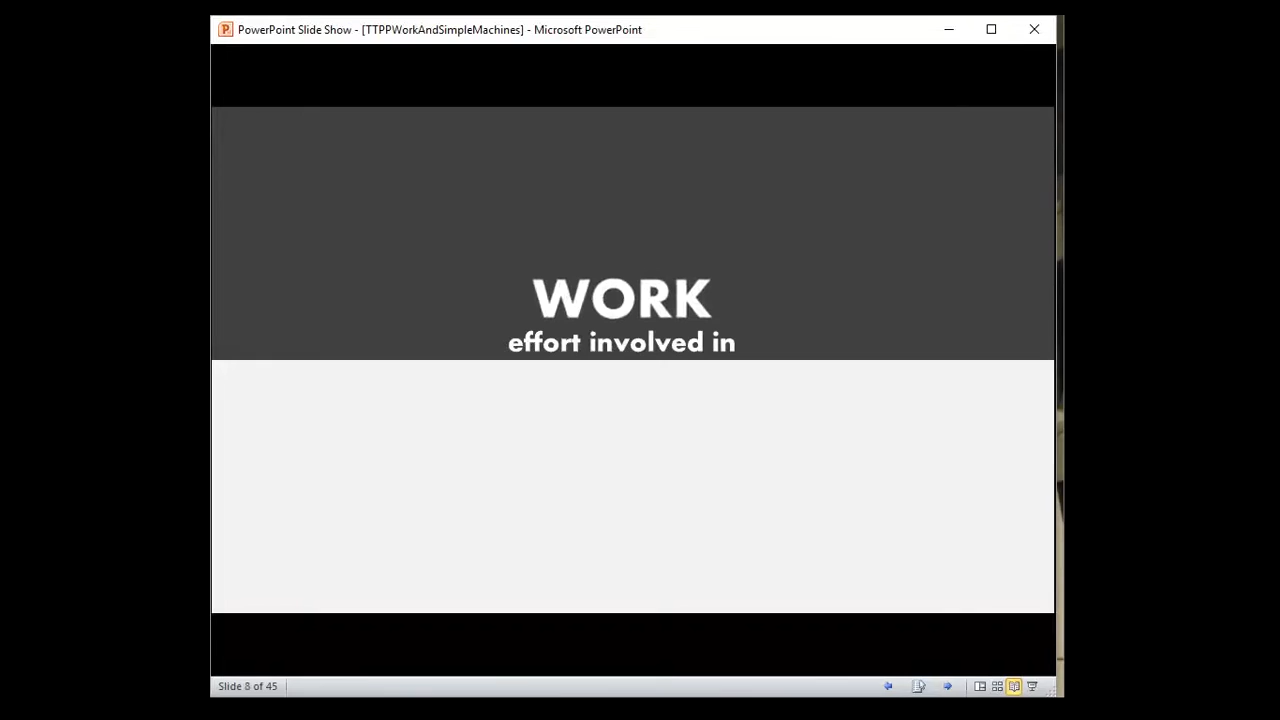 PowerPoint Slide Show - [TTPPWorkAndSimpleMachines] - Microsoft PowerPoint
WORK
effort involved in
Slide 8 of 45